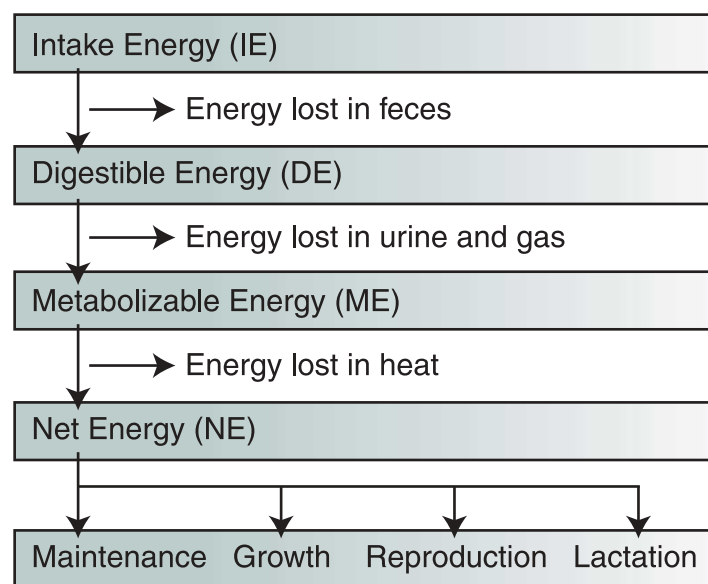 Intake Energy (IE)
Energy lost in feces
Digestible Energy (DE)
Energy lost in urine and gas
Metabolizable Energy (ME)
Energy lost in heat
Net Energy (NE)
Maintenance Growth Reproduction Lactation